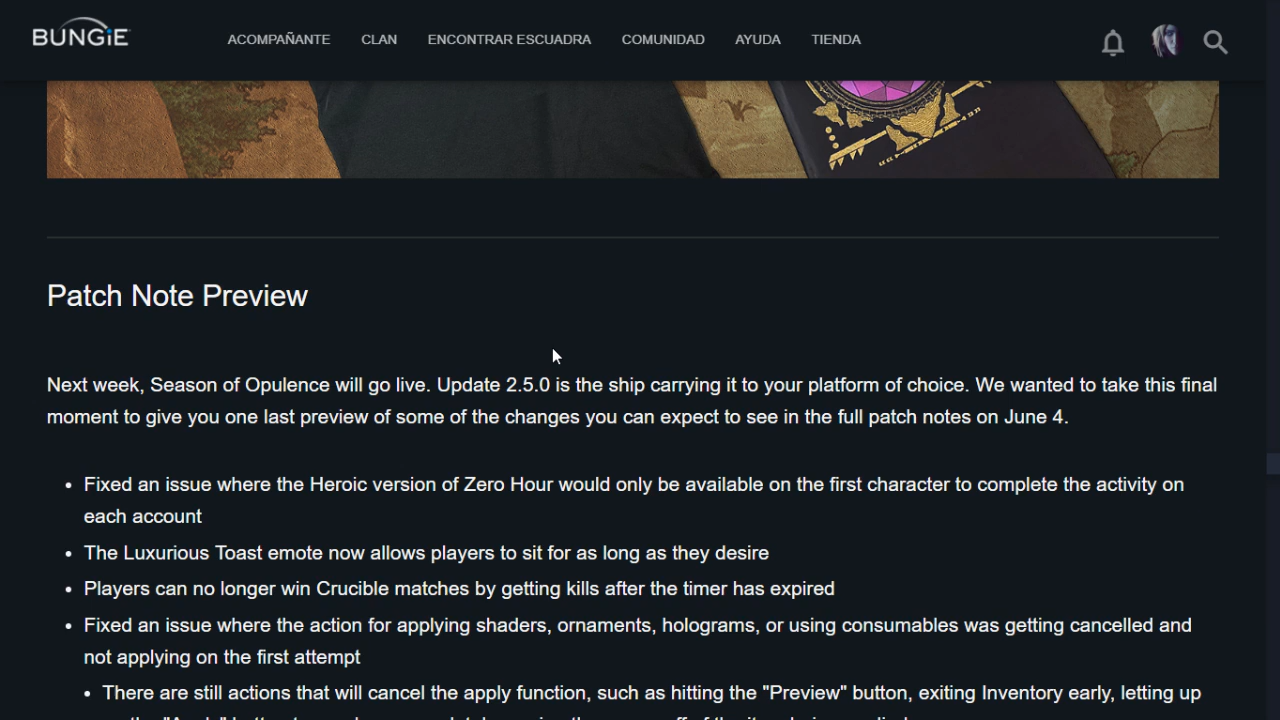 BUNGiE
ACOMPAÑANTE CLAN ENCONTRAR ESCUADRA COMUNIDAD AYUDA TIENDA
Patch Note Preview
Next week, Season of Opulence will go live. Update 2.5.0 is the ship carrying it to your platform of choice. We wanted to take this final
moment to give you one last preview of some of the changes you can expect to see in the full patch notes on June 4.
• Fixed an issue where the Heroic version of Zero Hour would only be available on the first character to complete the activity on
each account
• The Luxurious Toast emote now allows players to sit for as long as they desire
• Players can no longer win Crucible matches by getting kills after the timer has expired
• Fixed an issue where the action for applying shaders, ornaments, holograms, or using consumables was getting cancelled and
not applying on the first attempt
• There are still actions that will cancel the apply function, such as hitting the "Preview" button, exiting Inventory early, letting up